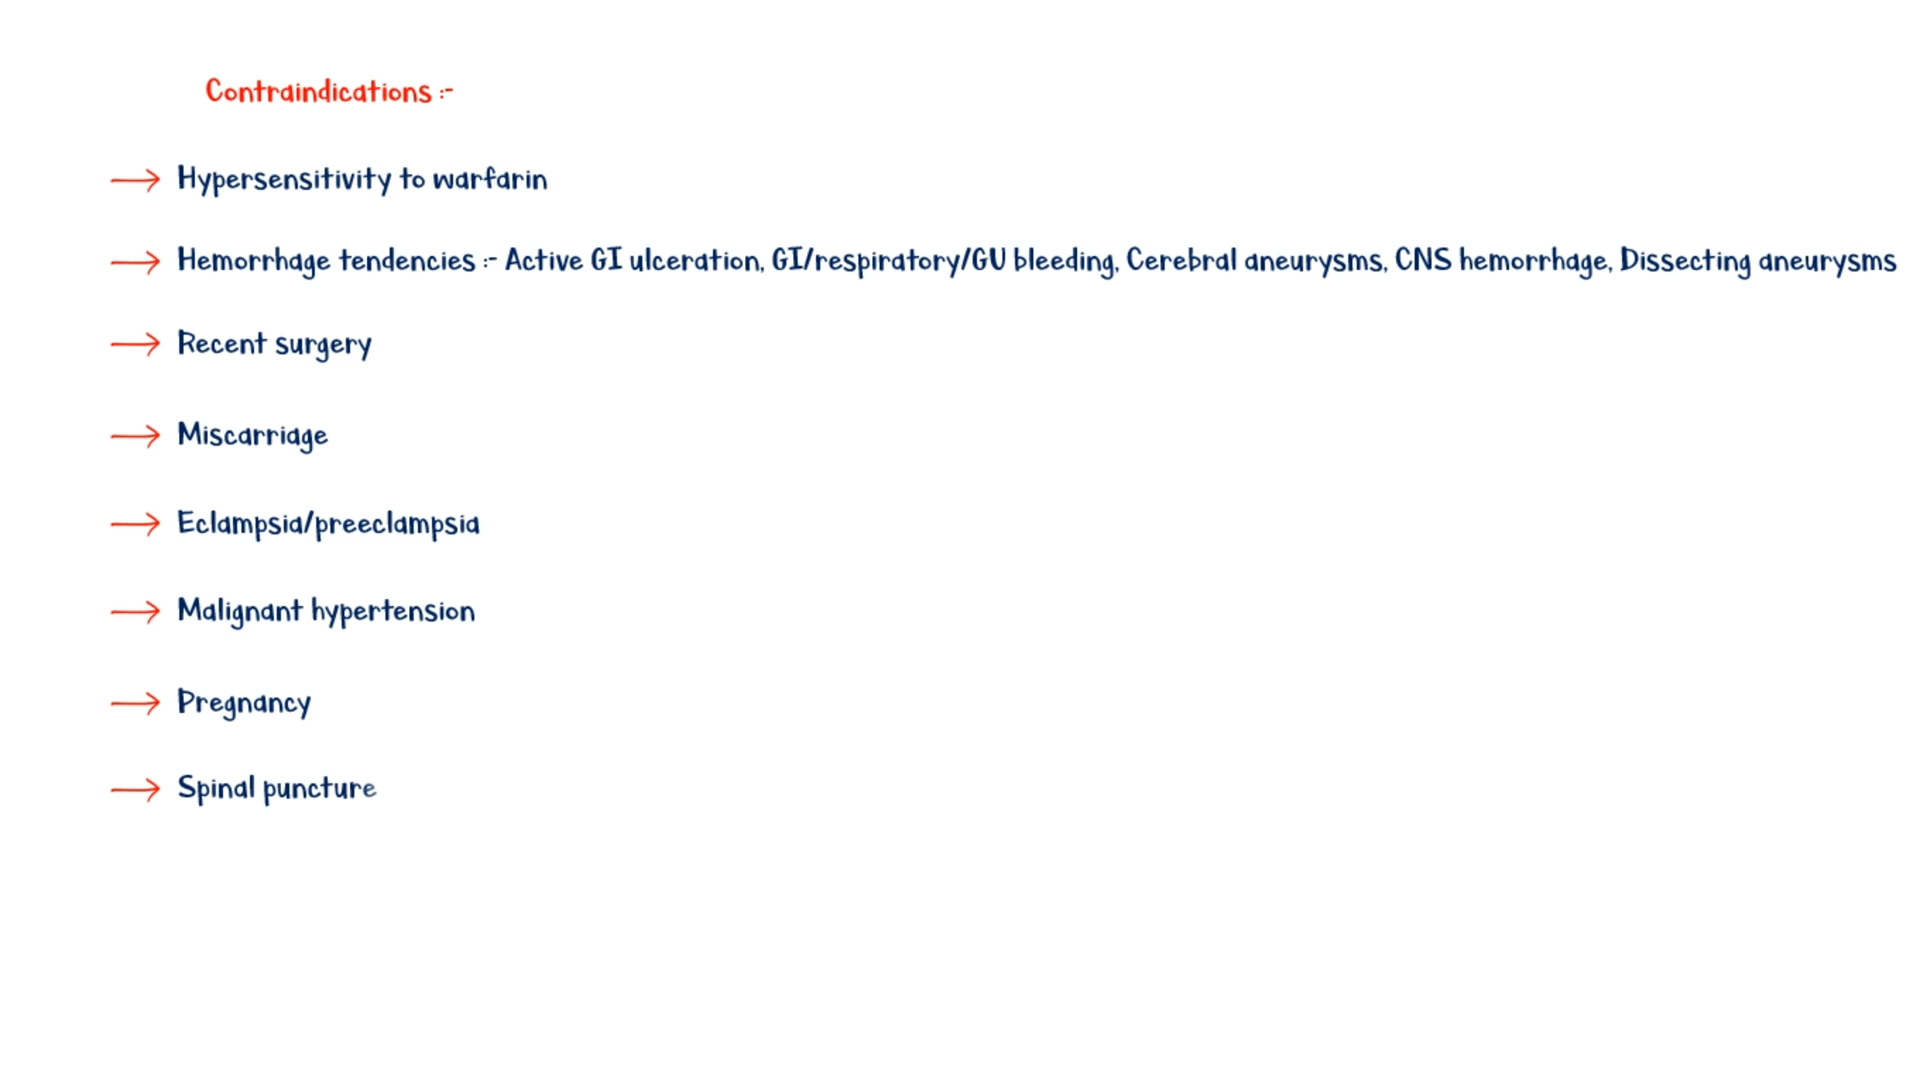 Contraindications :-
→ Hypersensitivity to warfarin
→ Hemorrhage tendencies :- Active GI ulceration, GI/respiratory/GU bleeding, Cerebral aneurysms, CNS hemorrhage, Dissecting aneurysms
→ Recent surgery
→ Miscarriage
→ Eclampsia/preeclampsia
→ Malignant hypertension
→ Pregnancy
→ Spinal puncture